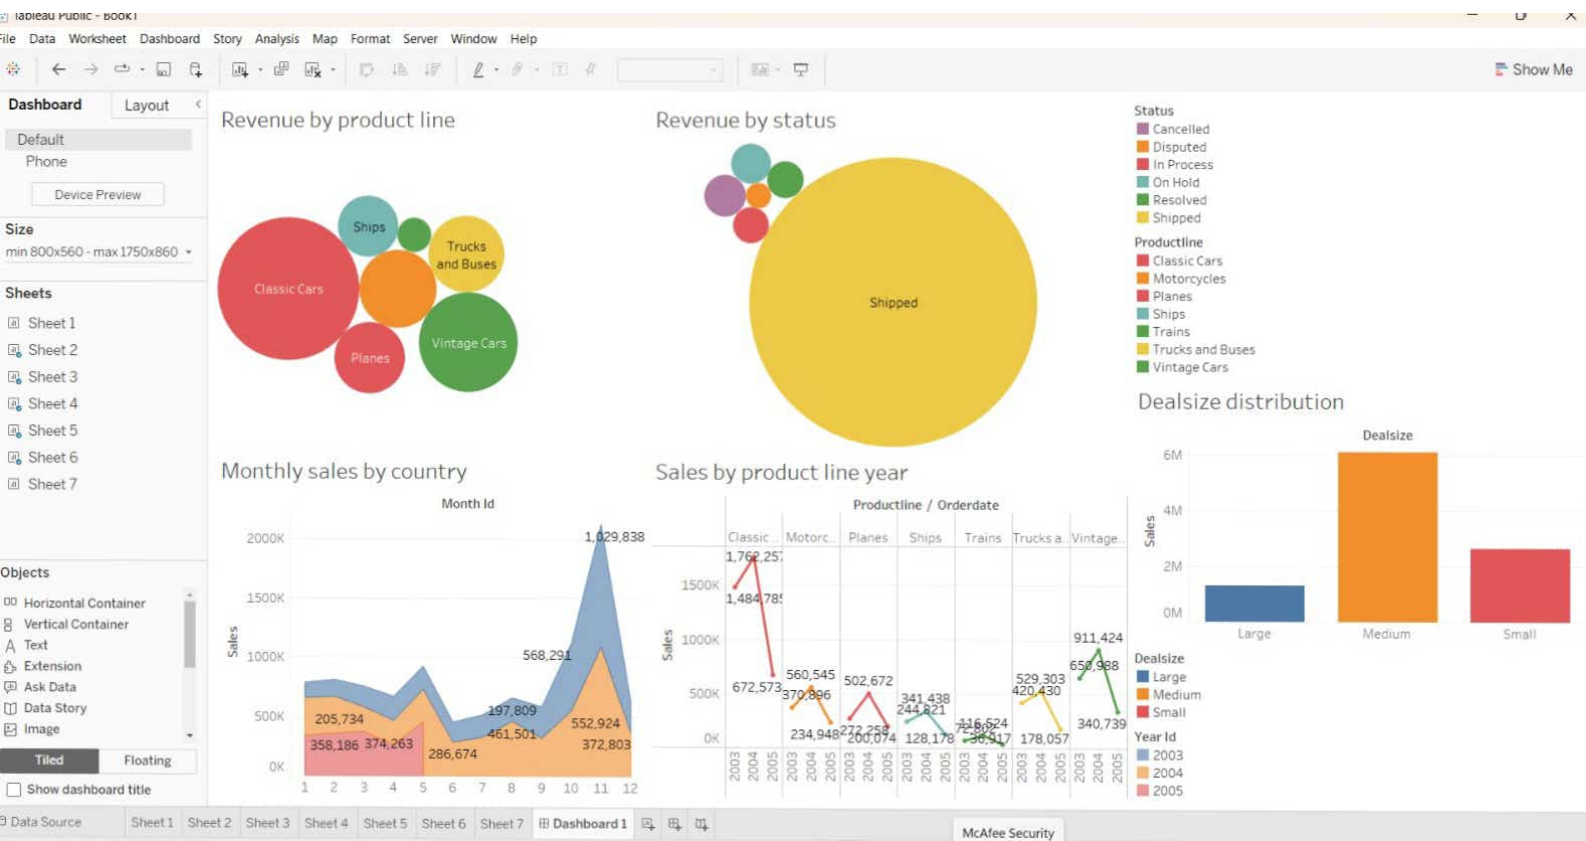 Tableau Public - Book1
File Data Worksheet Dashboard Story Analysis Map Format Server Window Help
Show Me
Dashboard Layout
Default
Phone
Device Preview
Size
min 800x560 - max 1750x860
Sheets
Sheet 1
Sheet 2
Sheet 3
Sheet 4
Sheet 5
Sheet 6
Sheet 7
Objects
Horizontal Container
Vertical Container
Text
Extension
Ask Data
Data Story
Image
Tiled Floating
Show dashboard title
Revenue by product line
Ships
Trucks
and Buses
Classic Cars
Vintage Cars
Planes
Revenue by status
Shipped
Status
Cancelled
Disputed
In Process
On Hold
Resolved
Shipped
Productline
Classic Cars
Motorcycles
Planes
Ships
Trains
Trucks and Buses
Vintage Cars
Monthly sales by country
Month Id
Sales
2000K
1500K
1000K
500K
0K
1,029,838
568,291
197,809
205,734
552,924
461,501
358,186 374,263
372,803
286,674
1 2 3 4 5 6 7 8 9 10 11 12
Sales by product line year
Productline / Orderdate
Classic .. Motorc.. Planes Ships Trains Trucks a.. Vintage..
Sales
1500K
1000K
500K
0K
1,762,257
1,484,785
672,573
560,545
370,896
234,948
502,672
272,258
200,074
341,438
244,821
128,178
116,524
72,802
36,917
529,303
420,430
178,057
911,424
650,988
340,739
2003 2004 2005 2003 2004 2005 2003 2004 2005 2003 2004 2005 2003 2004 2005 2003 2004 2005 2003 2004 2005
Dealsize distribution
Dealsize
Sales
6M
4M
2M
0M
Large Medium Small
Dealsize
Large
Medium
Small
Year Id
2003
2004
2005
Data Source Sheet 1 Sheet 2 Sheet 3 Sheet 4 Sheet 5 Sheet 6 Sheet 7 Dashboard 1
McAfee Security